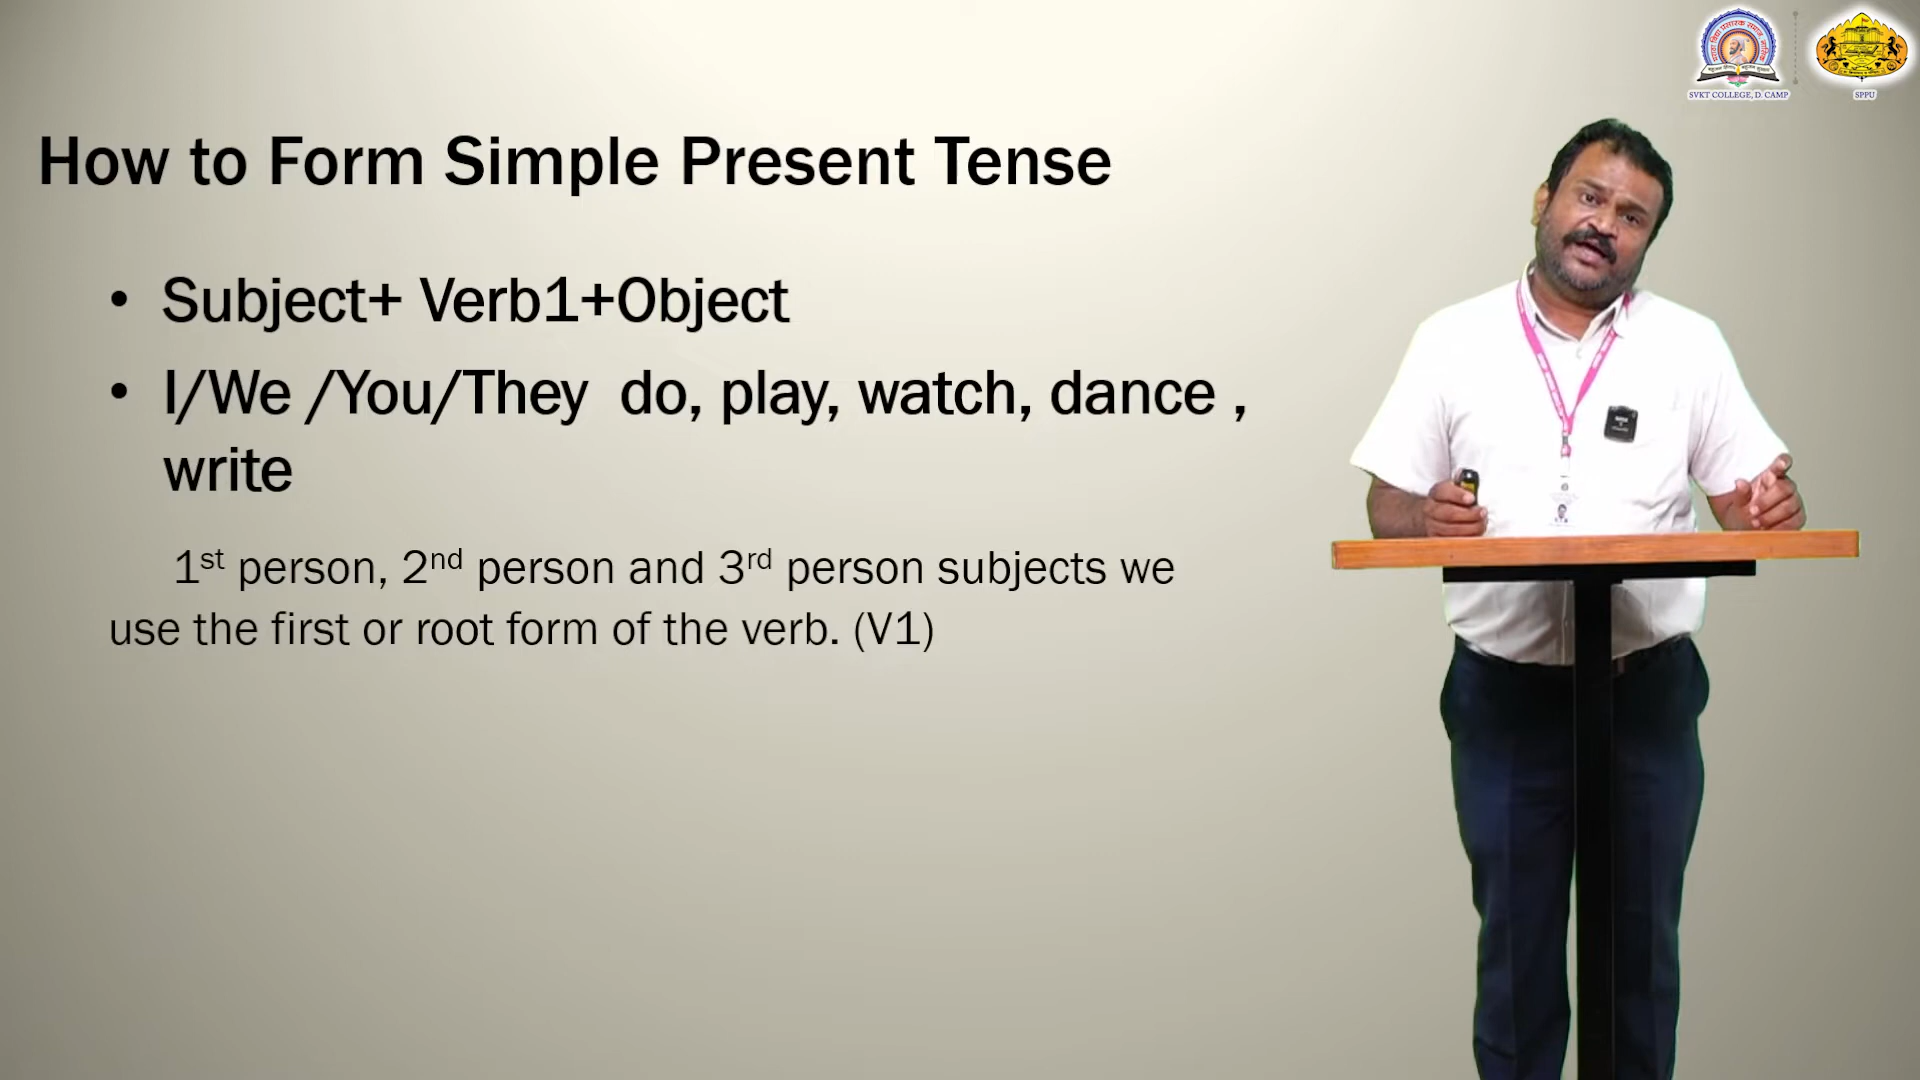 SVKT COLLEGE, D. CAMP
SPPU
How to Form Simple Present Tense
• Subject+ Verb1+Object
• I/We /You/They do, play, watch, dance ,
write
1st person, 2nd person and 3rd person subjects we
use the first or root form of the verb. (V1)